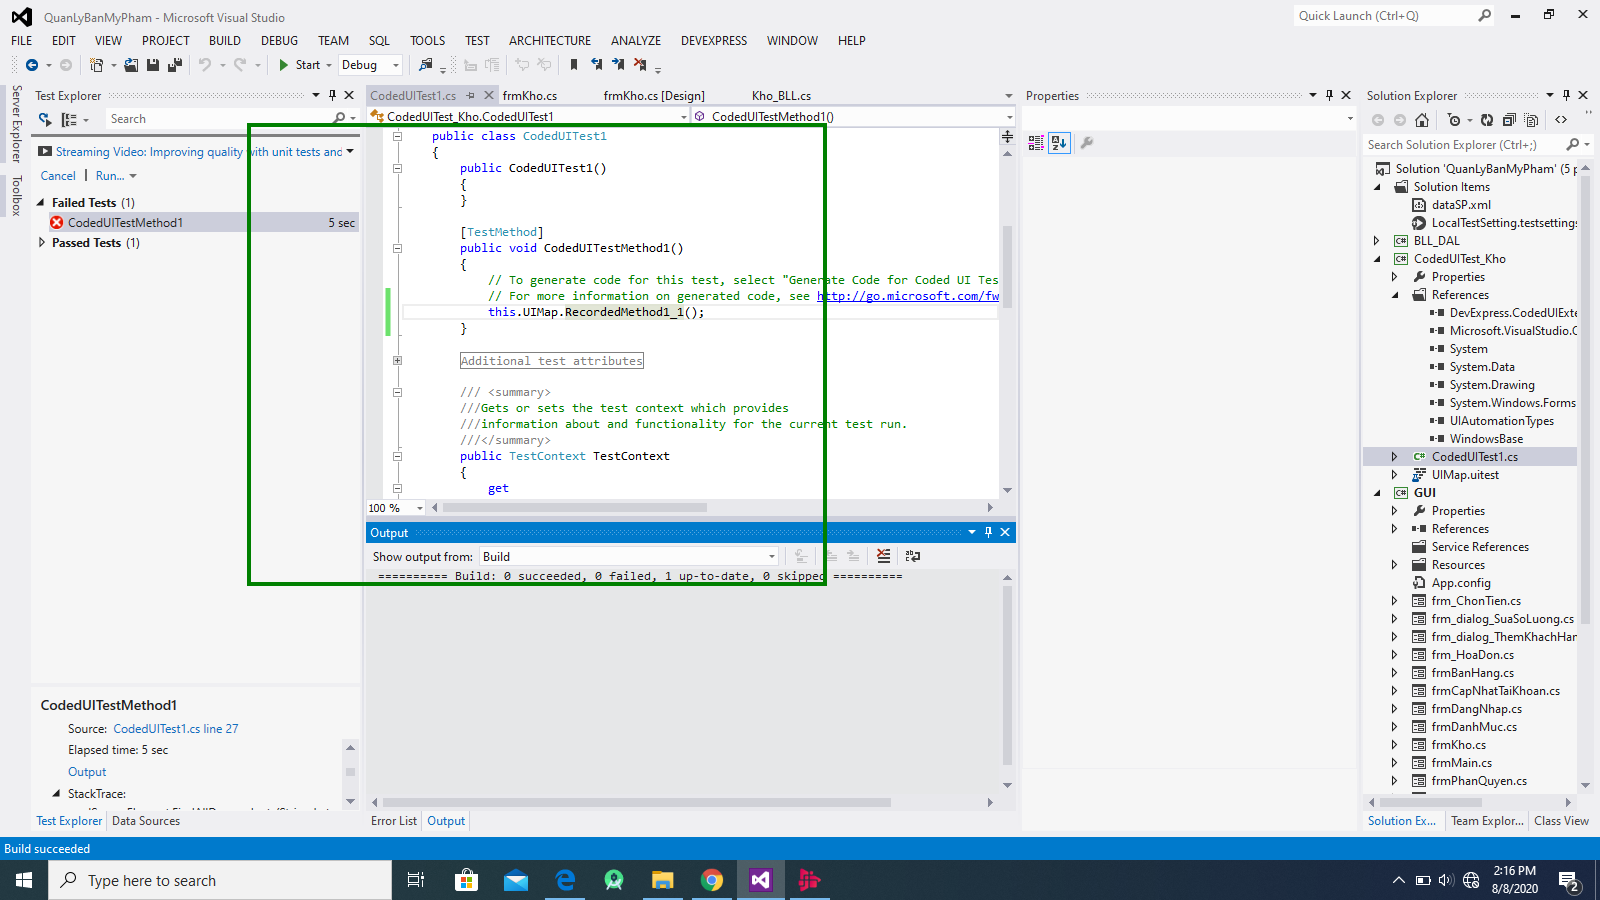 QuanLyBanMyPham - Microsoft Visual Studio
Quick Launch (Ctrl+Q)
FILE EDIT VIEW PROJECT BUILD DEBUG TEAM SQL TOOLS TEST ARCHITECTURE ANALYZE DEVEXPRESS WINDOW HELP
Start Debug
Server Explorer
Toolbox
Test Explorer
Search
Streaming Video: Improving quality with unit tests and
Cancel | Run...
Failed Tests (1)
CodedUITestMethod1 5 sec
Passed Tests (1)
CodedUITestMethod1
Source: CodedUITest1.cs line 27
Elapsed time: 5 sec
Output
StackTrace:
Test Explorer Data Sources
CodedUITest1.cs frmKho.cs frmKho.cs [Design] Kho_BLL.cs
CodedUITest_Kho.CodedUITest1 CodedUITestMethod1()
public class CodedUITest1
{
public CodedUITest1()
{
}
[TestMethod]
public void CodedUITestMethod1()
{
// To generate code for this test, select "Generate Code for Coded UI Tes
// For more information on generated code, see http://go.microsoft.com/fw
this.UIMap.RecordedMethod1_1();
}
Additional test attributes
/// <summary>
///Gets or sets the test context which provides
///information about and functionality for the current test run.
///</summary>
public TestContext TestContext
{
get
100 %
Output
Show output from: Build
========== Build: 0 succeeded, 0 failed, 1 up-to-date, 0 skipped ==========
Error List Output
Properties
Solution Explorer
Search Solution Explorer (Ctrl+;)
Solution 'QuanLyBanMyPham' (5 p
Solution Items
dataSP.xml
LocalTestSetting.testsettings
BLL_DAL
CodedUITest_Kho
Properties
References
DevExpress.CodedUIExte
Microsoft.VisualStudio.C
System
System.Data
System.Drawing
System.Windows.Forms
UIAutomationTypes
WindowsBase
CodedUITest1.cs
UIMap.uitest
GUI
Properties
References
Service References
Resources
App.config
frm_ChonTien.cs
frm_dialog_SuaSoLuong.cs
frm_dialog_ThemKhachHan
frm_HoaDon.cs
frmBanHang.cs
frmCapNhatTaiKhoan.cs
frmDangNhap.cs
frmDanhMuc.cs
frmKho.cs
frmMain.cs
frmPhanQuyen.cs
Solution Ex... Team Explor... Class View
Build succeeded
Type here to search
2:16 PM
8/8/2020
2